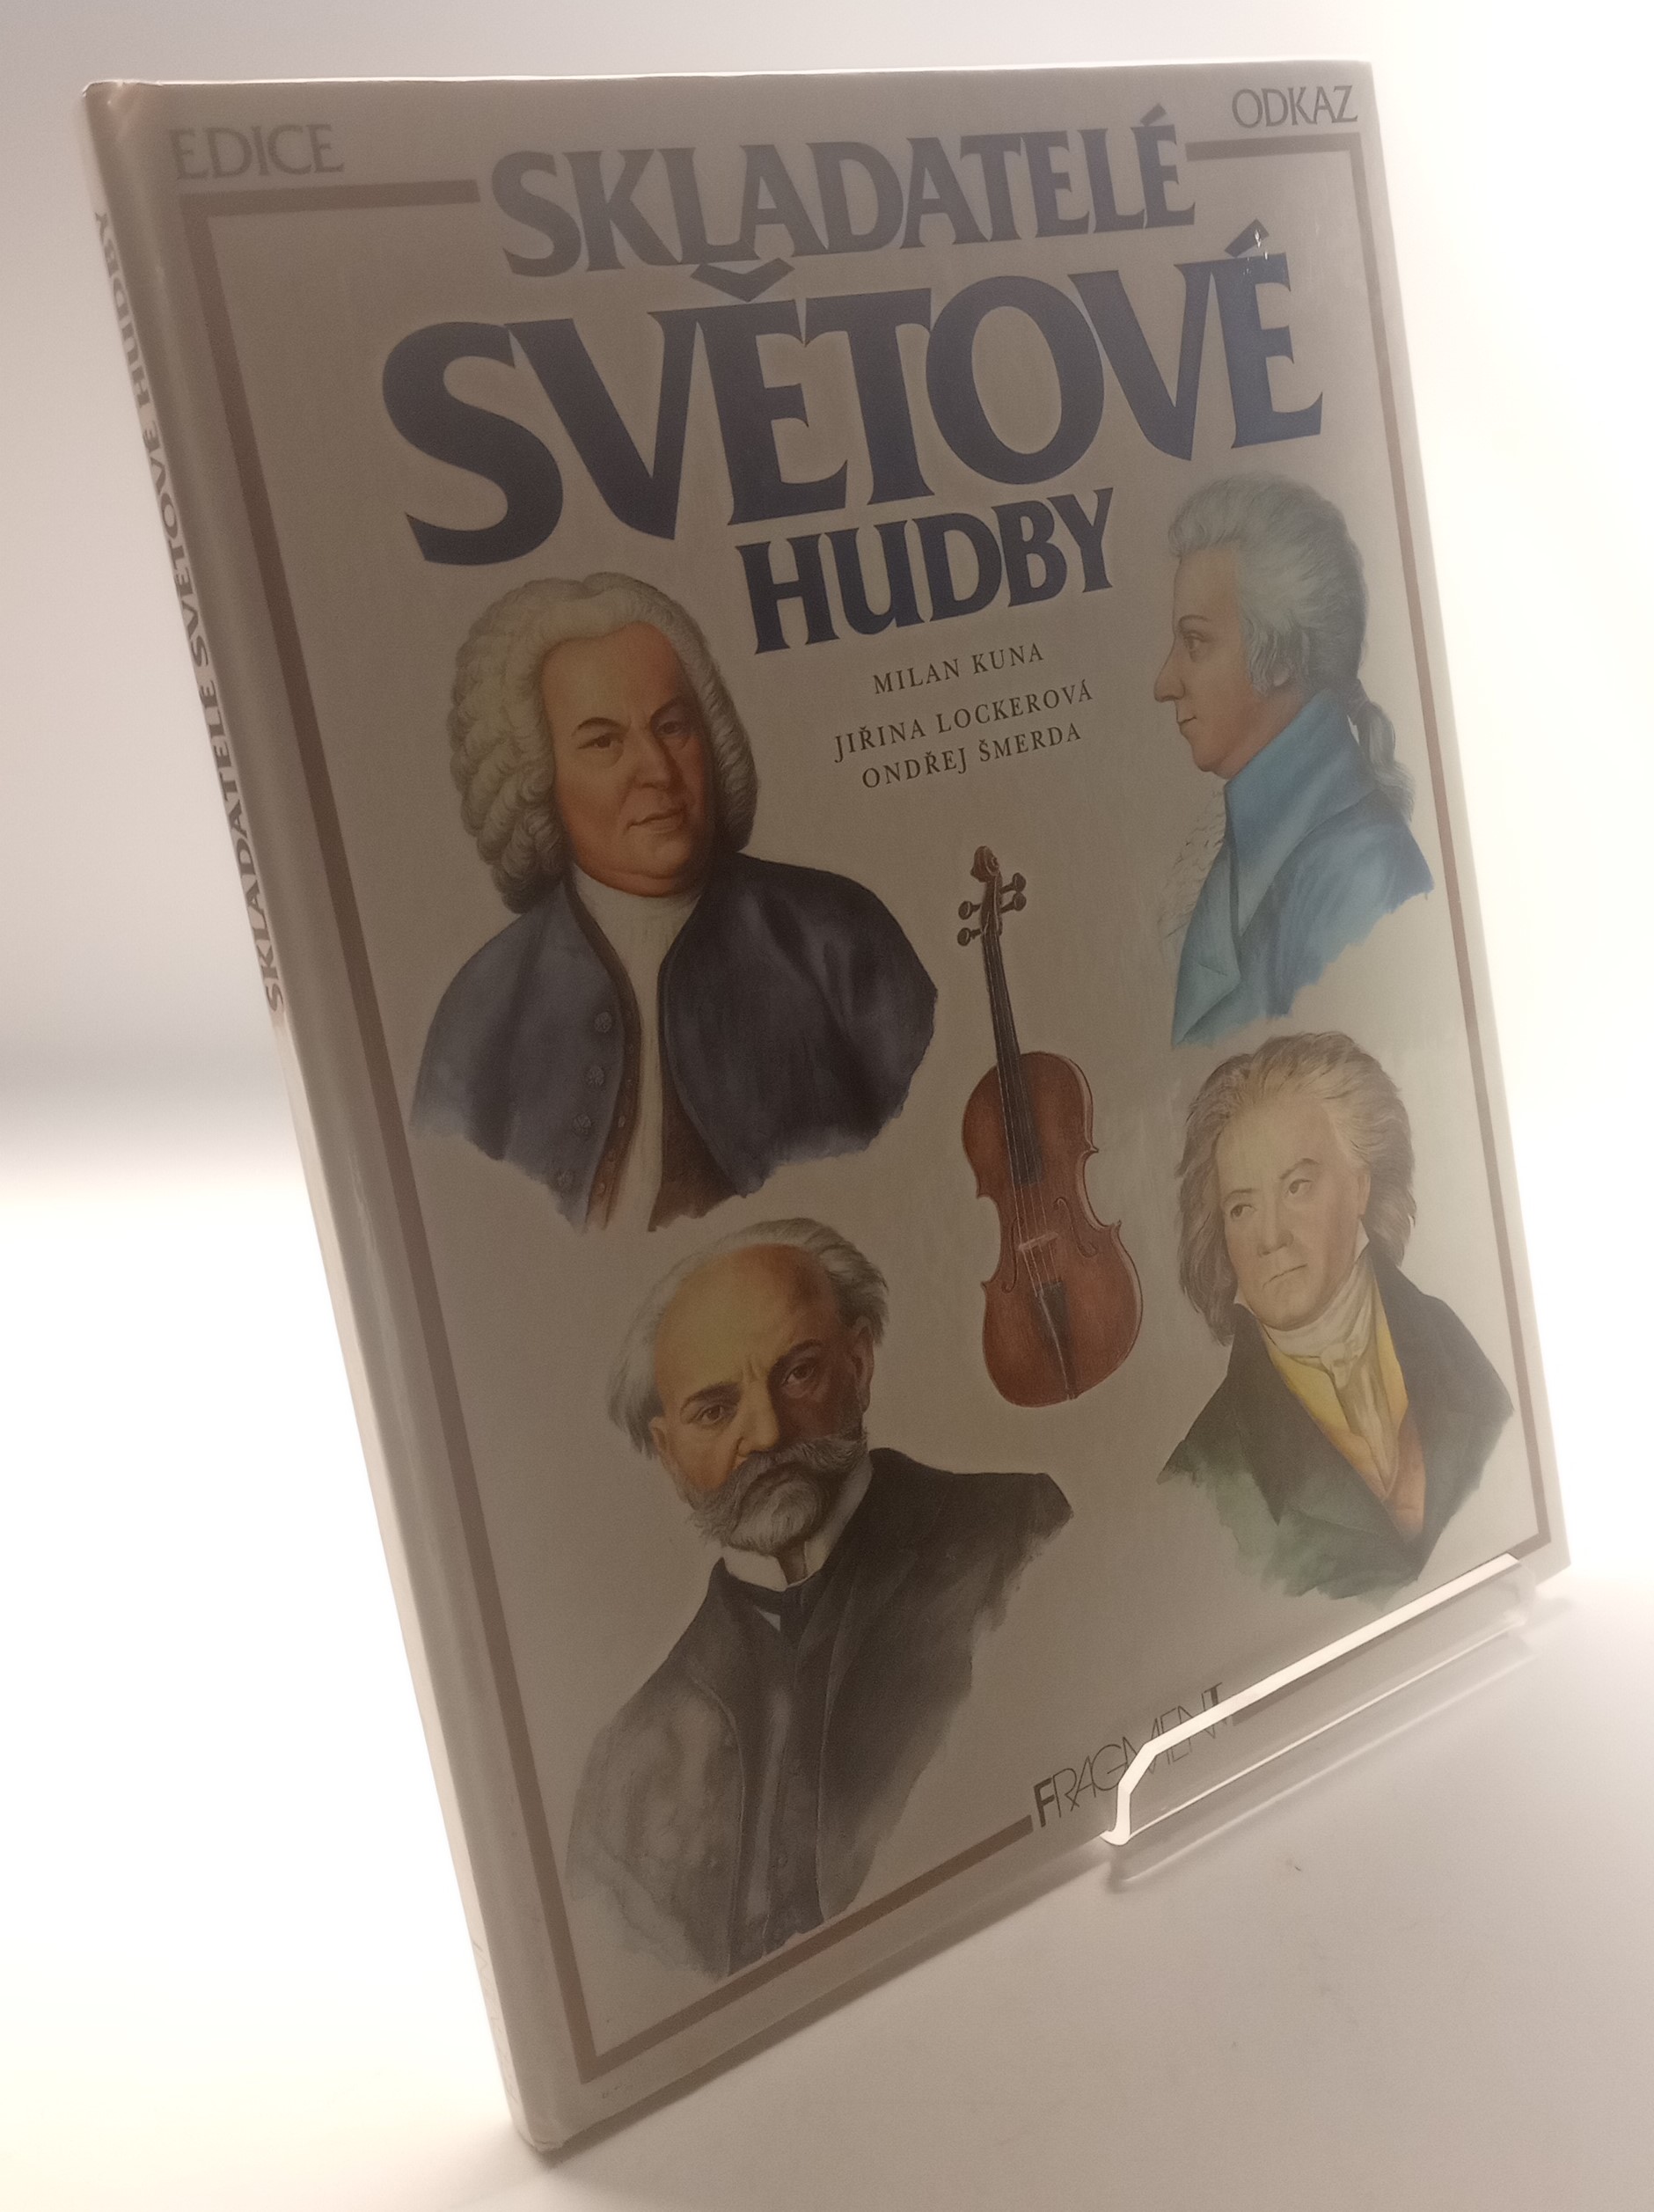 EDICE
ODKAZ
SKLADATELÉ
SVĚTOVÉ
HUDBY
MILAN KUNA
JIŘINA LOCKEROVÁ
ONDŘEJ ŠMERDA
FRAGMENT
SKLADATELÉ SVĚTOVÉ HUDBY